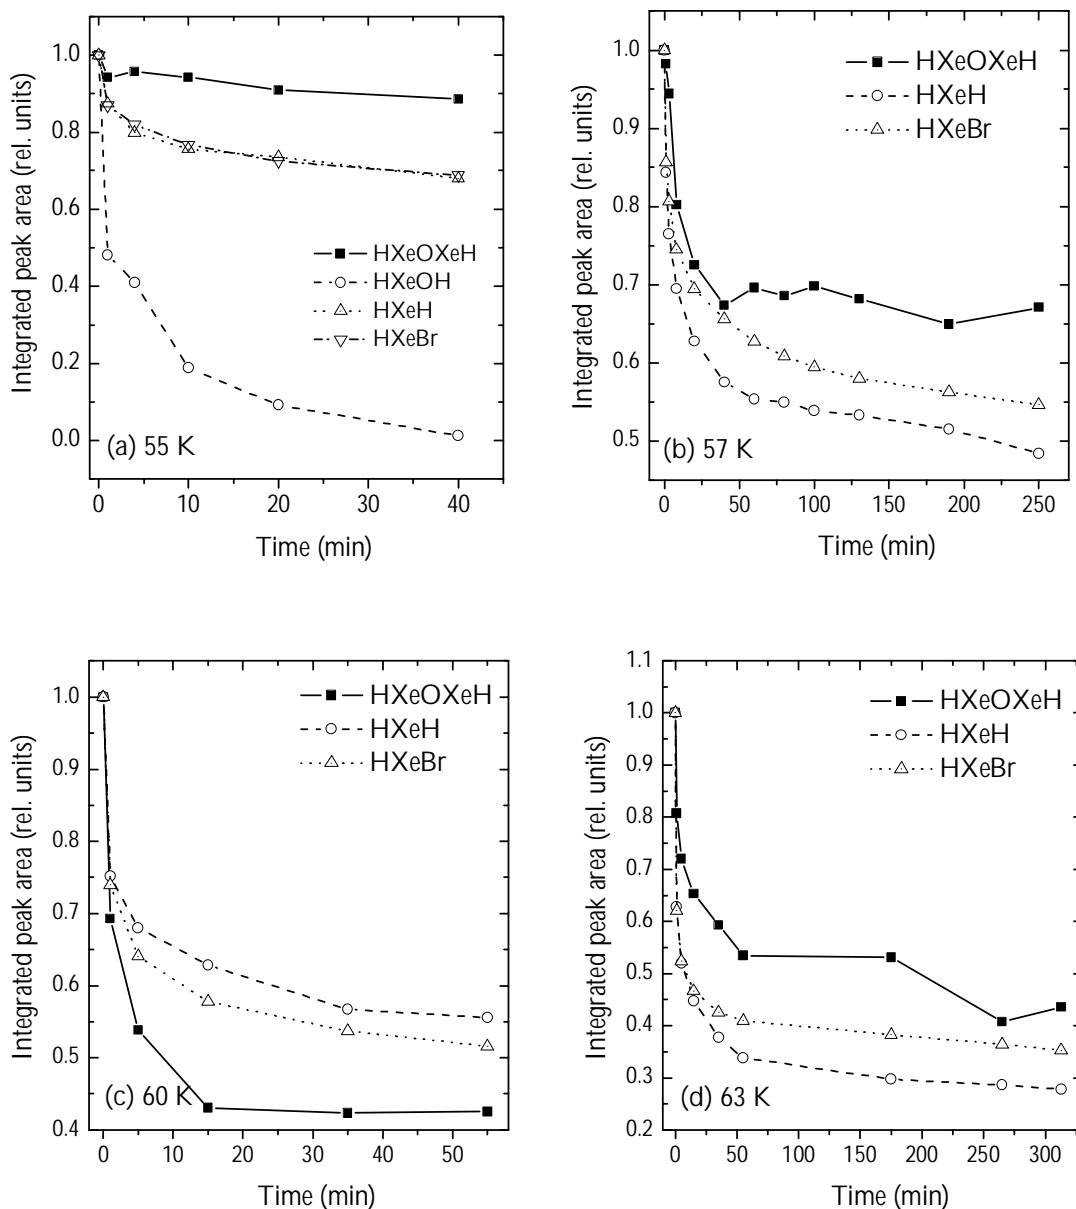 1.0
0.8
0.6
0.4
0.2
0.0
Integrated peak area (rel. units)
HXeOXeH
HXeOH
HXeH
HXeBr
(a) 55 K
0 10 20 30 40
Time (min)
1.0
0.9
0.8
0.7
0.6
0.5
Integrated peak area (rel. units)
HXeOXeH
HXeH
HXeBr
(b) 57 K
0 50 100 150 200 250
Time (min)
1.0
0.9
0.8
0.7
0.6
0.5
0.4
Integrated peak area (rel. units)
HXeOXeH
HXeH
HXeBr
(c) 60 K
0 10 20 30 40 50
Time (min)
1.1
1.0
0.9
0.8
0.7
0.6
0.5
0.4
0.3
0.2
Integrated peak area (rel. units)
HXeOXeH
HXeH
HXeBr
(d) 63 K
0 50 100 150 200 250 300
Time (min)